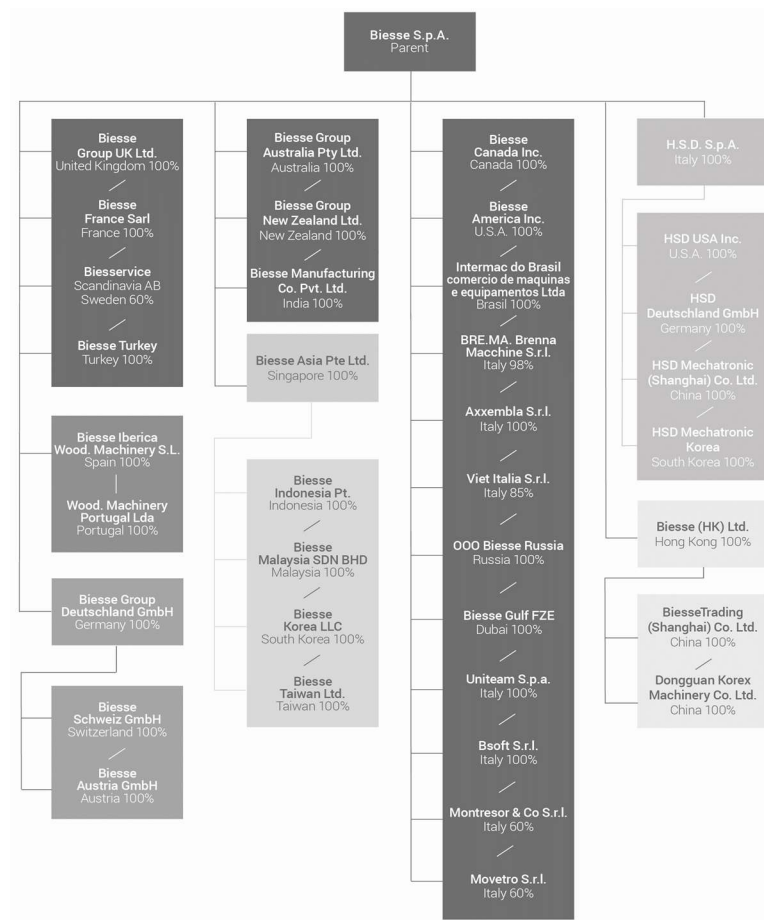 Biesse S.p.A.
Parent
Biesse
Group UK Ltd.
United Kingdom 100%
Biesse
France Sarl
France 100%
Biesservice
Scandinavia AB
Sweden 60%
Biesse Turkey
Turkey 100%
Biesse Iberica
Wood. Machinery S.L.
Spain 100%
Wood. Machinery
Portugal Lda
Portugal 100%
Biesse Group
Deutschland GmbH
Germany 100%
Biesse
Schweiz GmbH
Switzerland 100%
Biesse
Austria GmbH
Austria 100%
Biesse Group
Australia Pty Ltd.
Australia 100%
Biesse Group
New Zealand Ltd.
New Zealand 100%
Biesse Manufacturing
Co. Pvt. Ltd.
India 100%
Biesse Asia Pte Ltd.
Singapore 100%
Biesse
Indonesia Pt.
Indonesia 100%
Biesse
Malaysia SDN BHD
Malaysia 100%
Biesse
Korea LLC
South Korea 100%
Biesse
Taiwan Ltd.
Taiwan 100%
Biesse
Canada Inc.
Canada 100%
Biesse
America Inc.
U.S.A. 100%
Intermac do Brasil
comercio de maquinas
e equipamentos Ltda
Brasil 100%
BRE.MA. Brenna
Macchine S.r.l.
Italy 98%
Axxembla S.r.l.
Italy 100%
Viet Italia S.r.l.
Italy 85%
OOO Biesse Russia
Russia 100%
Biesse Gulf FZE
Dubai 100%
Uniteam S.p.a.
Italy 100%
Bsoft S.r.l.
Italy 100%
Montresor & Co S.r.l.
Italy 60%
Movetro S.r.l.
Italy 60%
H.S.D. S.p.A.
Italy 100%
HSD USA Inc.
U.S.A. 100%
HSD
Deutschland GmbH
Germany 100%
HSD Mechatronic
(Shanghai) Co. Ltd.
China 100%
HSD Mechatronic
Korea
South Korea 100%
Biesse (HK) Ltd.
Hong Kong 100%
BiesseTrading
(Shanghai) Co. Ltd.
China 100%
Dongguan Korex
Machinery Co. Ltd.
China 100%